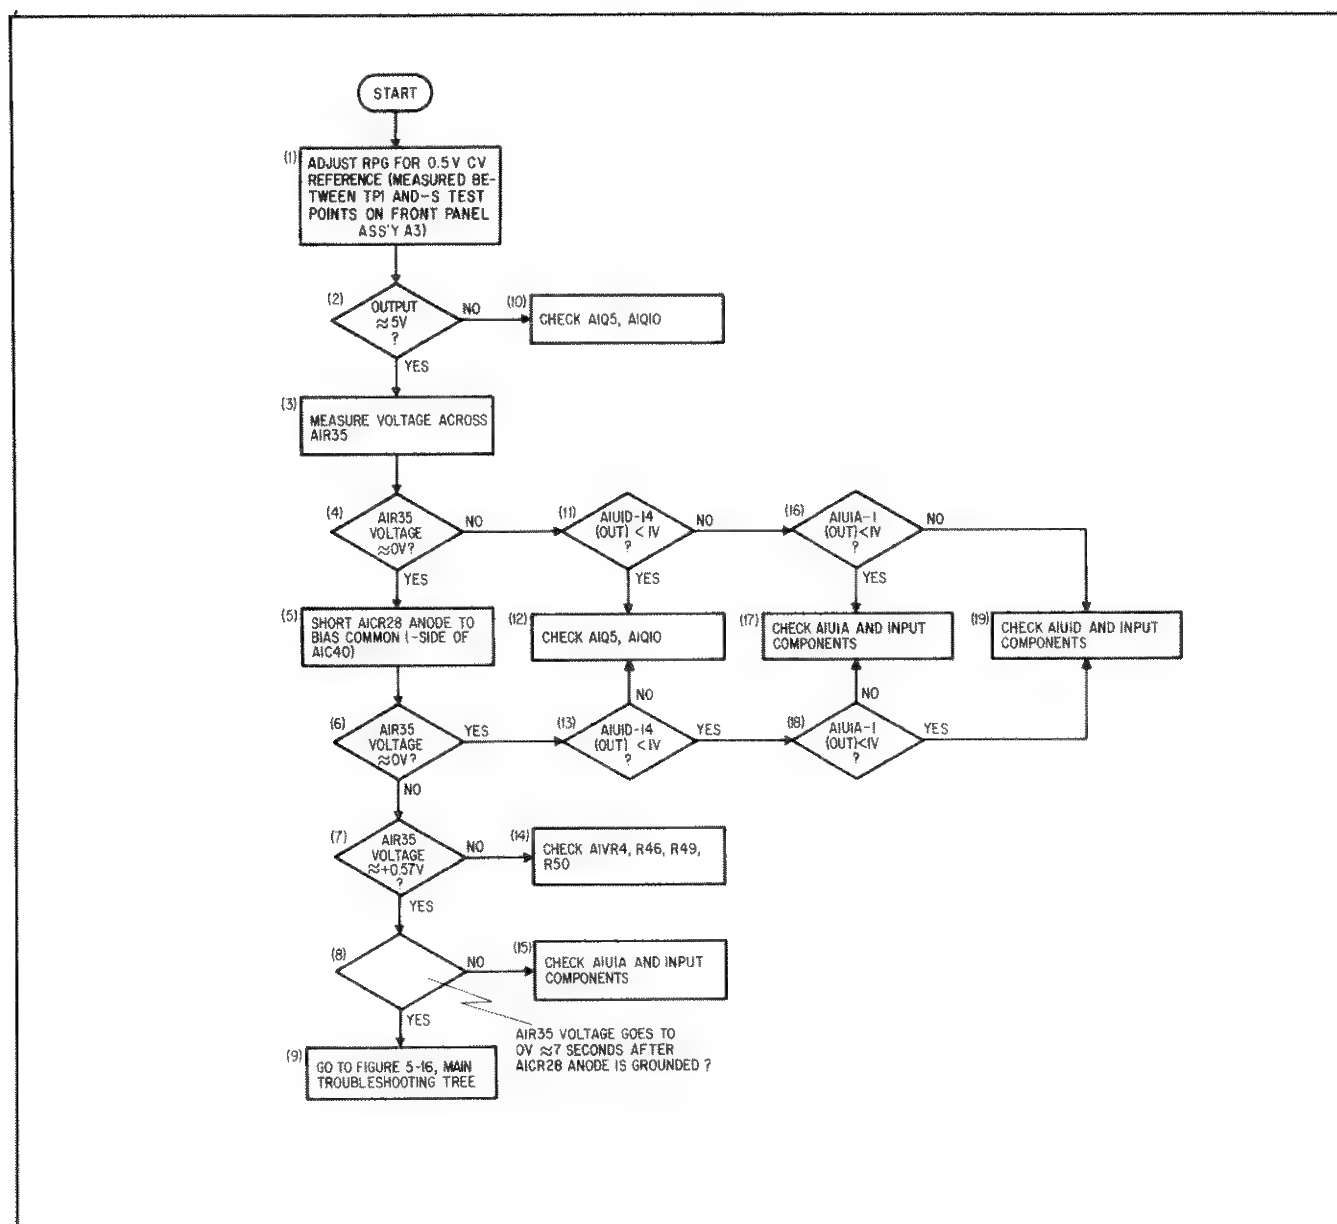 START
(1)
ADJUST RPG FOR 0.5V CV
REFERENCE (MEASURED BE-
TWEEN TP1 AND -S TEST
POINTS ON FRONT PANEL
ASS'Y A3)
(2)
OUTPUT
≈5V
?
NO
YES
(10)
CHECK A1Q5, A1Q10
(3)
MEASURE VOLTAGE ACROSS
A1R35
(4)
A1R35
VOLTAGE
≈0V?
NO
YES
(11)
A1U1D-14
(OUT) <1V
?
NO
YES
(16)
A1U1A-1
(OUT)<1V
?
NO
YES
(5)
SHORT A1CR28 ANODE TO
BIAS COMMON (-SIDE OF
A1C40)
(12)
CHECK A1Q5, A1Q10
(17)
CHECK A1U1A AND INPUT
COMPONENTS
(19)
CHECK A1U1D AND INPUT
COMPONENTS
(6)
A1R35
VOLTAGE
≈0V?
YES
NO
(13)
A1U1D-14
(OUT) <1V
?
NO
YES
(18)
A1U1A-1
(OUT)<1V
?
NO
YES
(7)
A1R35
VOLTAGE
≈+0.57V
?
NO
YES
(14)
CHECK A1VR4, R46, R49,
R50
(8)
NO
YES
(15)
CHECK A1U1A AND INPUT
COMPONENTS
A1R35 VOLTAGE GOES TO
0V ≈7 SECONDS AFTER
A1CR28 ANODE IS GROUNDED ?
(9)
GO TO FIGURE 5-16, MAIN
TROUBLESHOOTING TREE